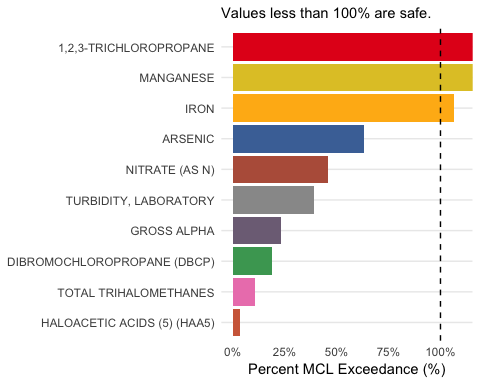 Values less than 100% are safe.
1,2,3-TRICHLOROPROPANE
MANGANESE
IRON
ARSENIC
NITRATE (AS N)
TURBIDITY, LABORATORY
GROSS ALPHA
DIBROMOCHLOROPROPANE (DBCP)
TOTAL TRIHALOMETHANES
HALOACETIC ACIDS (5) (HAA5)
0% 25% 50% 75% 100%
Percent MCL Exceedance (%)